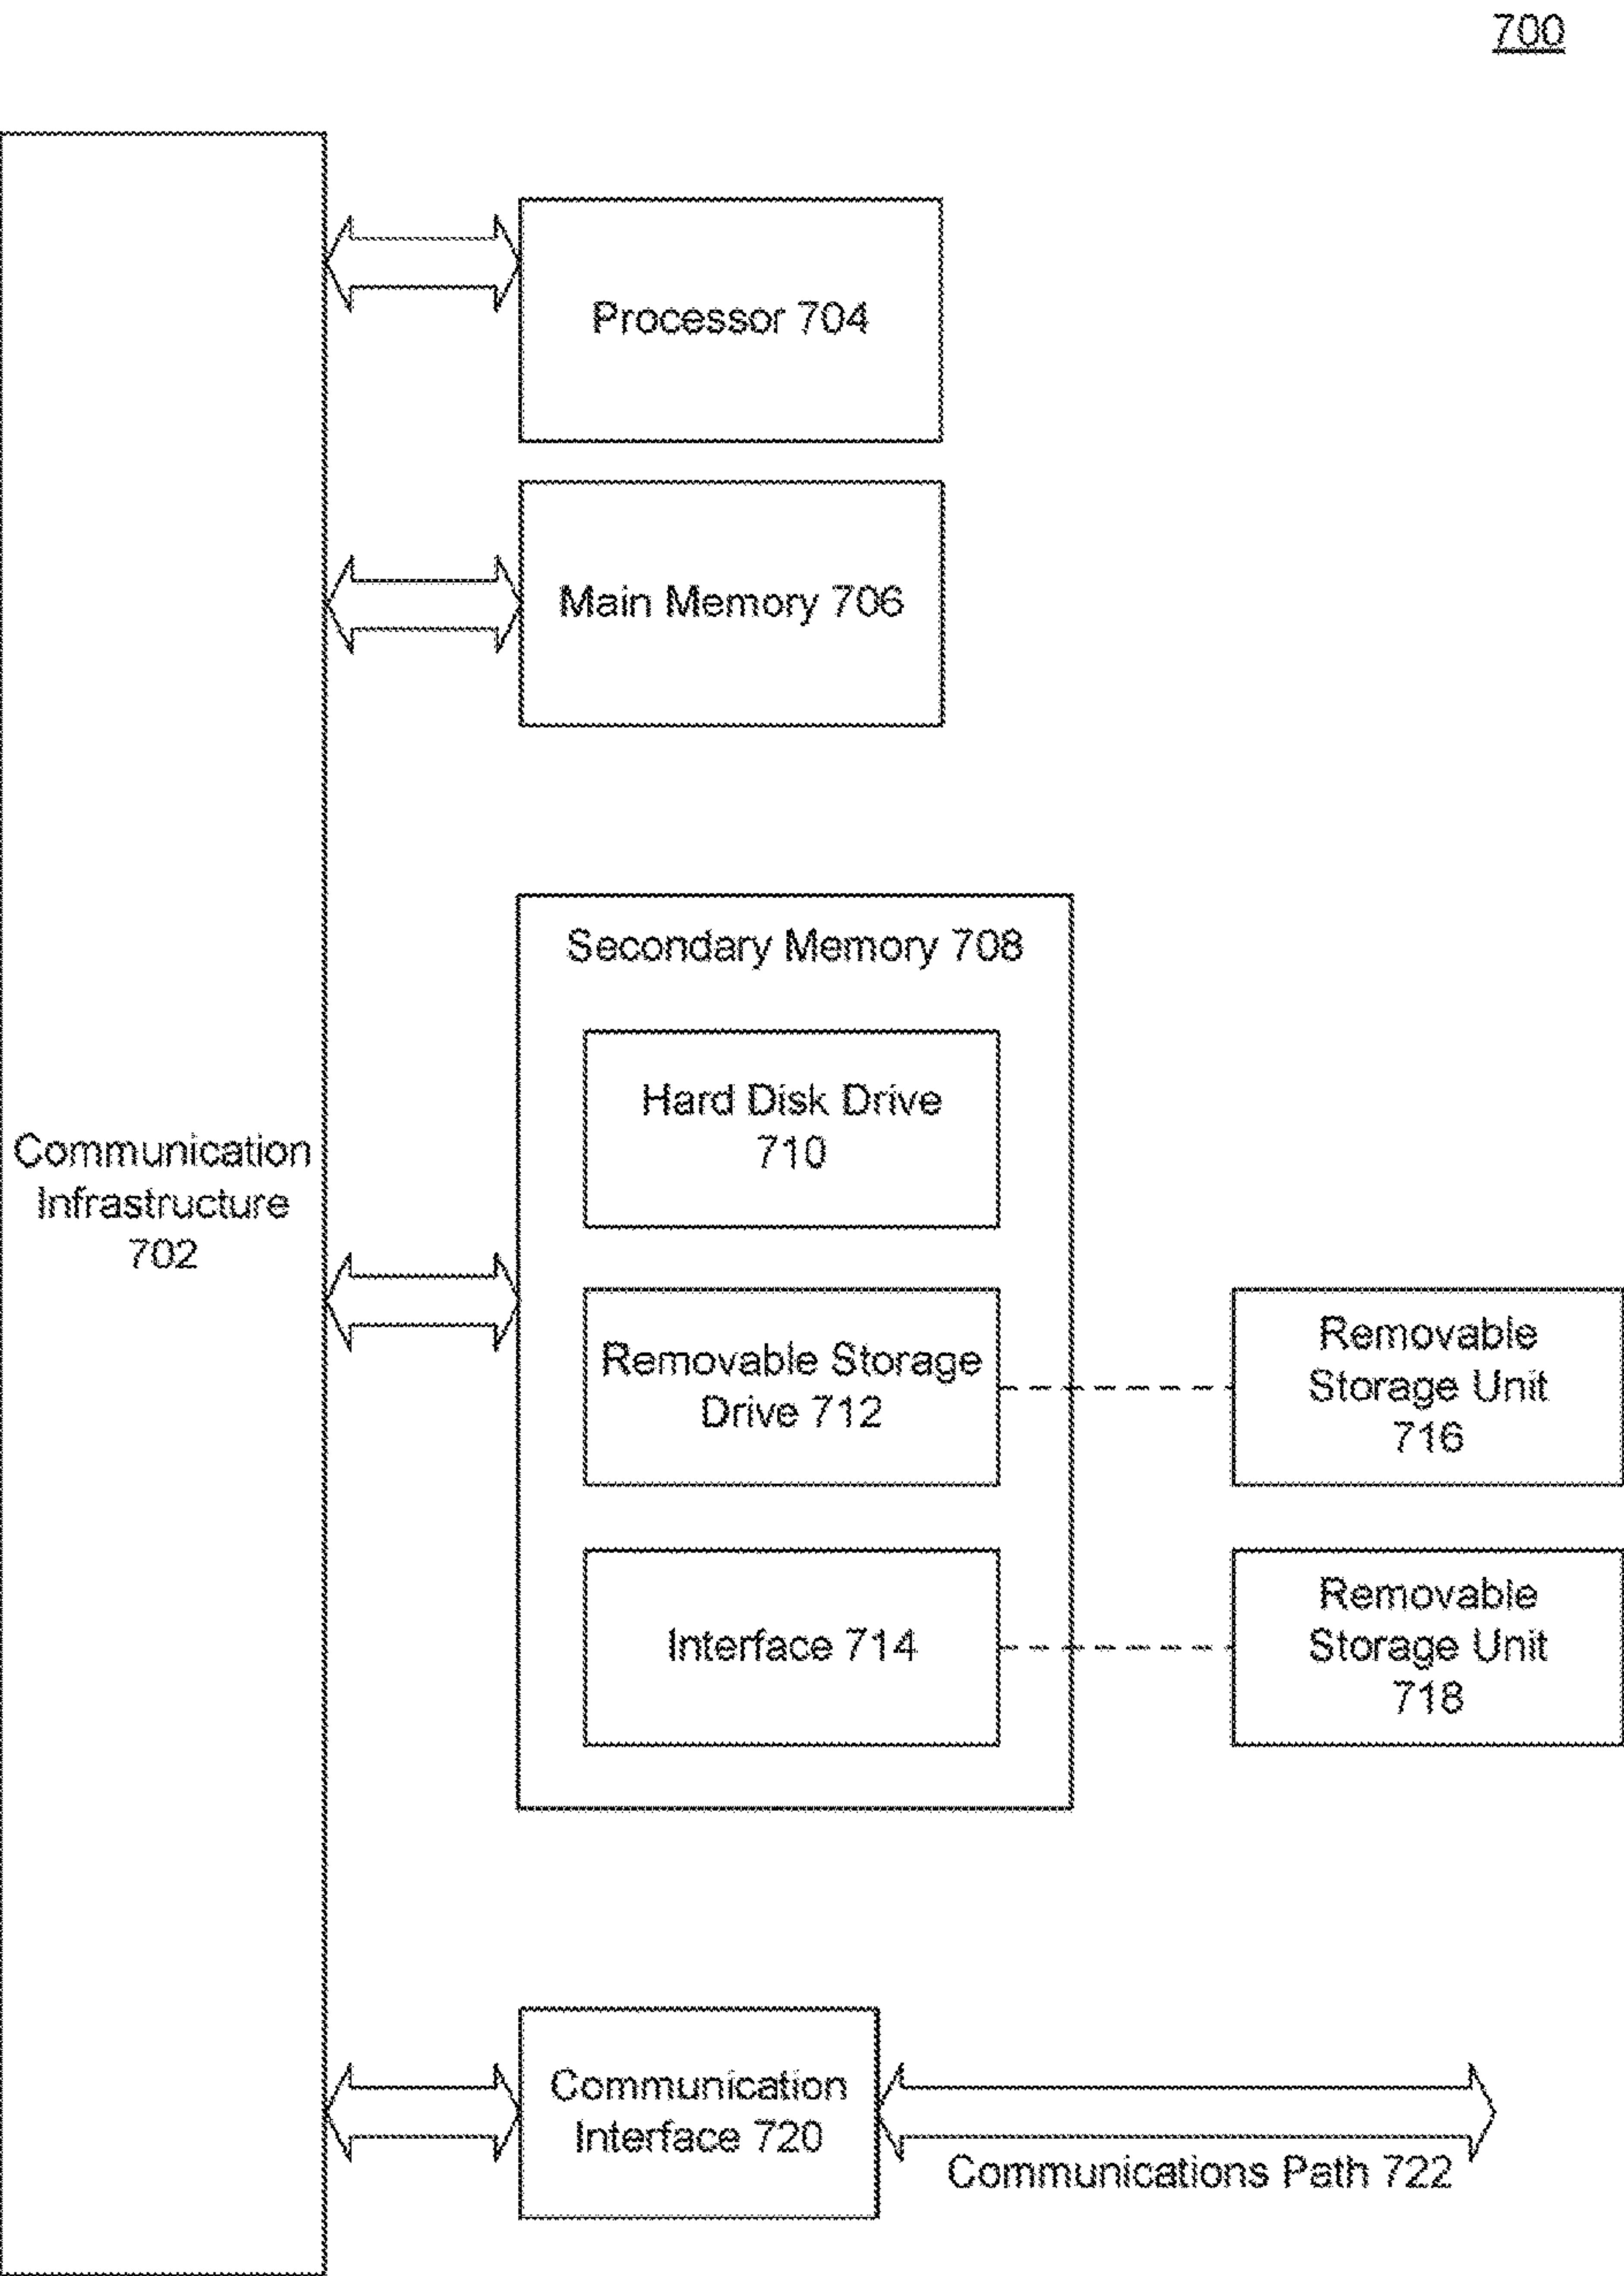 700
Processor 704
Main Memory 706
Secondary Memory 708
Hard Disk Drive
710
Communication
Infrastructure
702
Removable Storage
Drive 712
Removable
Storage Unit
716
Interface 714
Removable
Storage Unit
718
Communication
Interface 720
Communications Path 722